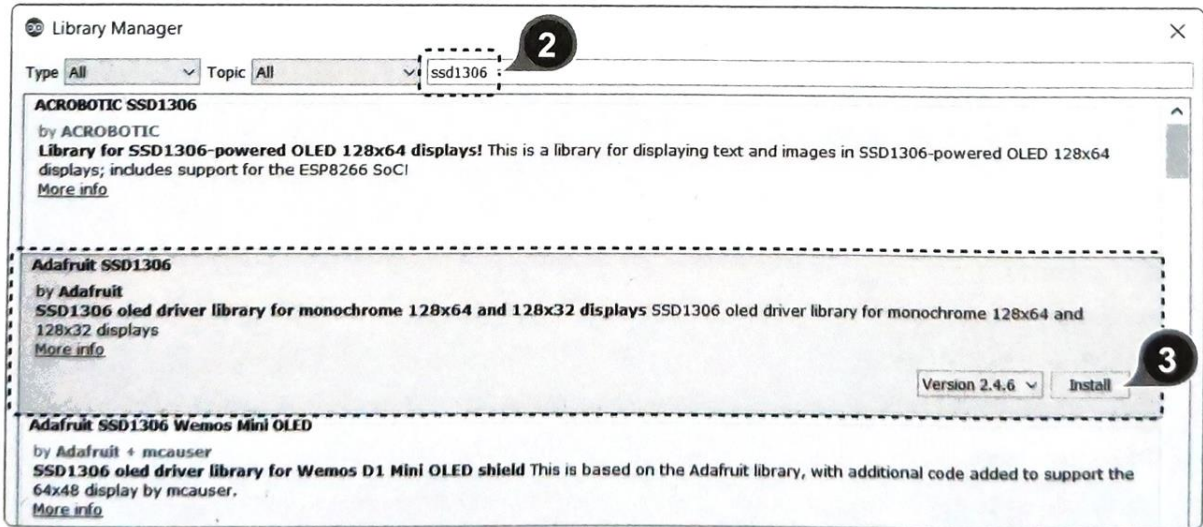 Library Manager
2
Type All Topic All ssd1306
ACROBOTIC SSD1306
by ACROBOTIC
Library for SSD1306-powered OLED 128x64 displays! This is a library for displaying text and images in SSD1306-powered OLED 128x64
displays; includes support for the ESP8266 SoC!
More info
Adafruit SSD1306
by Adafruit
SSD1306 oled driver library for monochrome 128x64 and 128x32 displays SSD1306 oled driver library for monochrome 128x64 and
128x32 displays
More info
3
Version 2.4.6 Install
Adafruit SSD1306 Wemos Mini OLED
by Adafruit + mcauser
SSD1306 oled driver library for Wemos D1 Mini OLED shield This is based on the Adafruit library, with additional code added to support the
64x48 display by mcauser.
More info